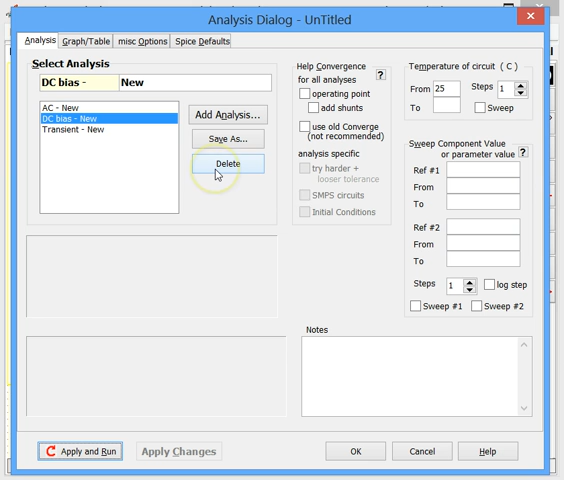 Analysis Dialog - UnTitled
Analysis
Graph/Table
misc Options
Spice Defaults
Select Analysis
DC bias - New
AC - New
DC bias - New
Transient - New
Add Analysis...
Save As...
Delete
Help Convergence
for all analyses
?
operating point
add shunts
use old Converge
(not recommended)
analysis specific
try harder +
looser tolerance
SMPS circuits
Initial Conditions
Temperature of circuit ( C )
From 25 Steps 1
To Sweep
Sweep Component Value
or parameter value ?
Ref #1
From
To
Ref #2
From
To
Steps 1 log step
Sweep #1 Sweep #2
Notes
Apply and Run
Apply Changes
OK
Cancel
Help